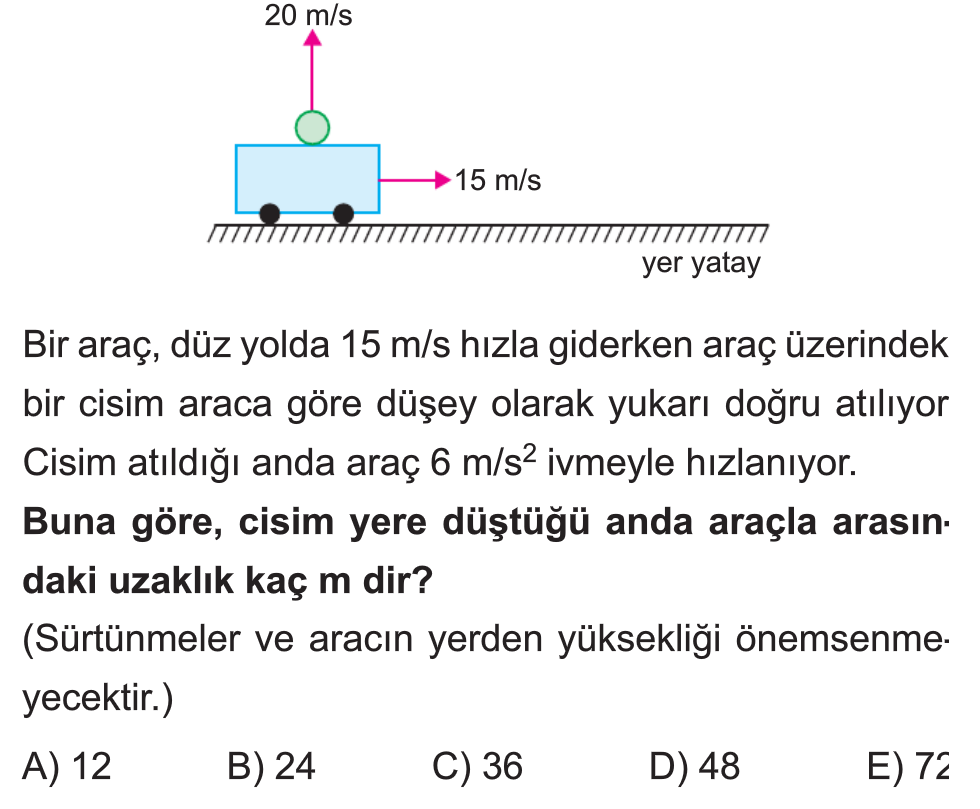 20 m/s
15 m/s
yer yatay
Bir araç, düz yolda 15 m/s hızla giderken araç üzerindek
bir cisim araca göre düşey olarak yukarı doğru atılıyor
Cisim atıldığı anda araç 6 m/s² ivmeyle hızlanıyor.
Buna göre, cisim yere düştüğü anda araçla arasın-
daki uzaklık kaç m dir?
(Sürtünmeler ve aracın yerden yüksekliği önemsenme-
yecektir.)
A) 12 B) 24 C) 36 D) 48 E) 72